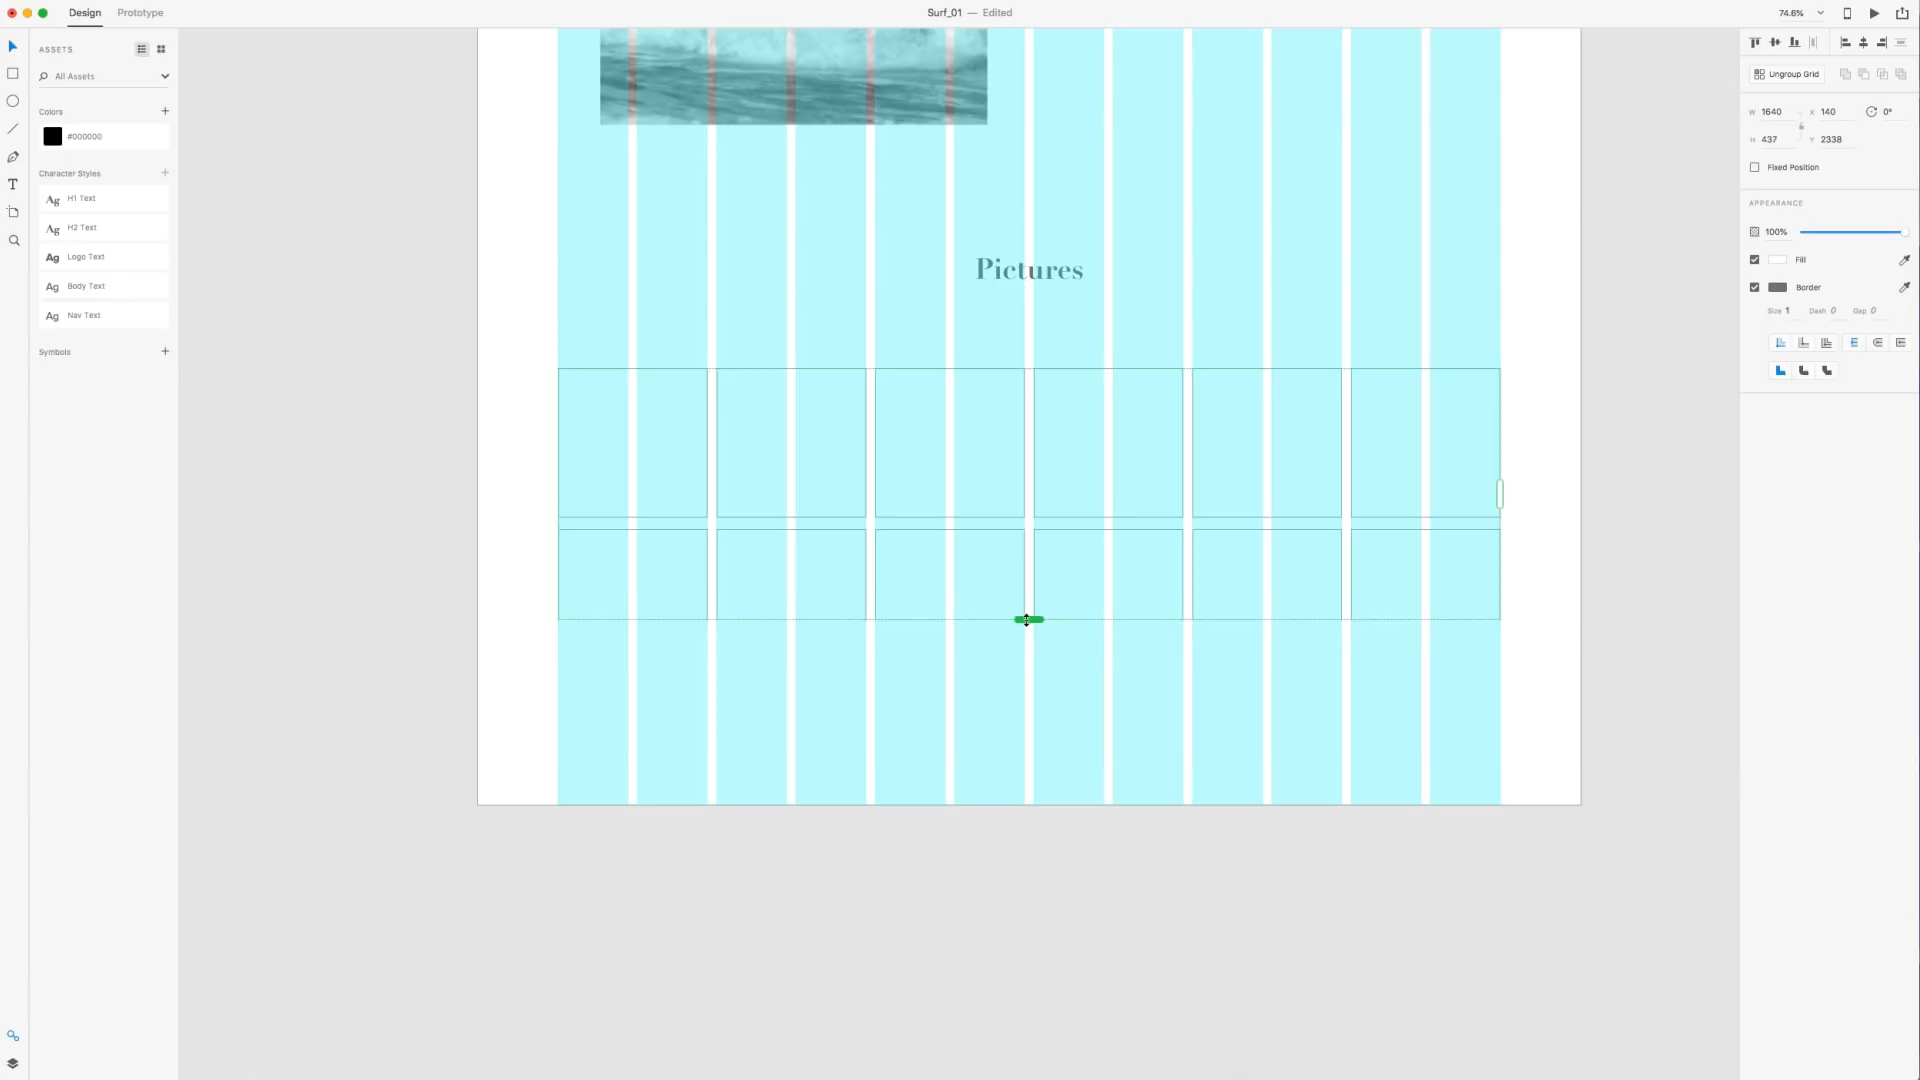 Design
Prototype
Surf_01 — Edited
74.6%
ASSETS
All Assets
Colors
#000000
Character Styles
Ag H1 Text
Ag H2 Text
Ag Logo Text
Ag Body Text
Ag Nav Text
Symbols
Pictures
Ungroup Grid
W 1640 X 140 0°
H 437 Y 2338
Fixed Position
APPEARANCE
100%
Fill
Border
Size 1 Dash 0 Gap 0